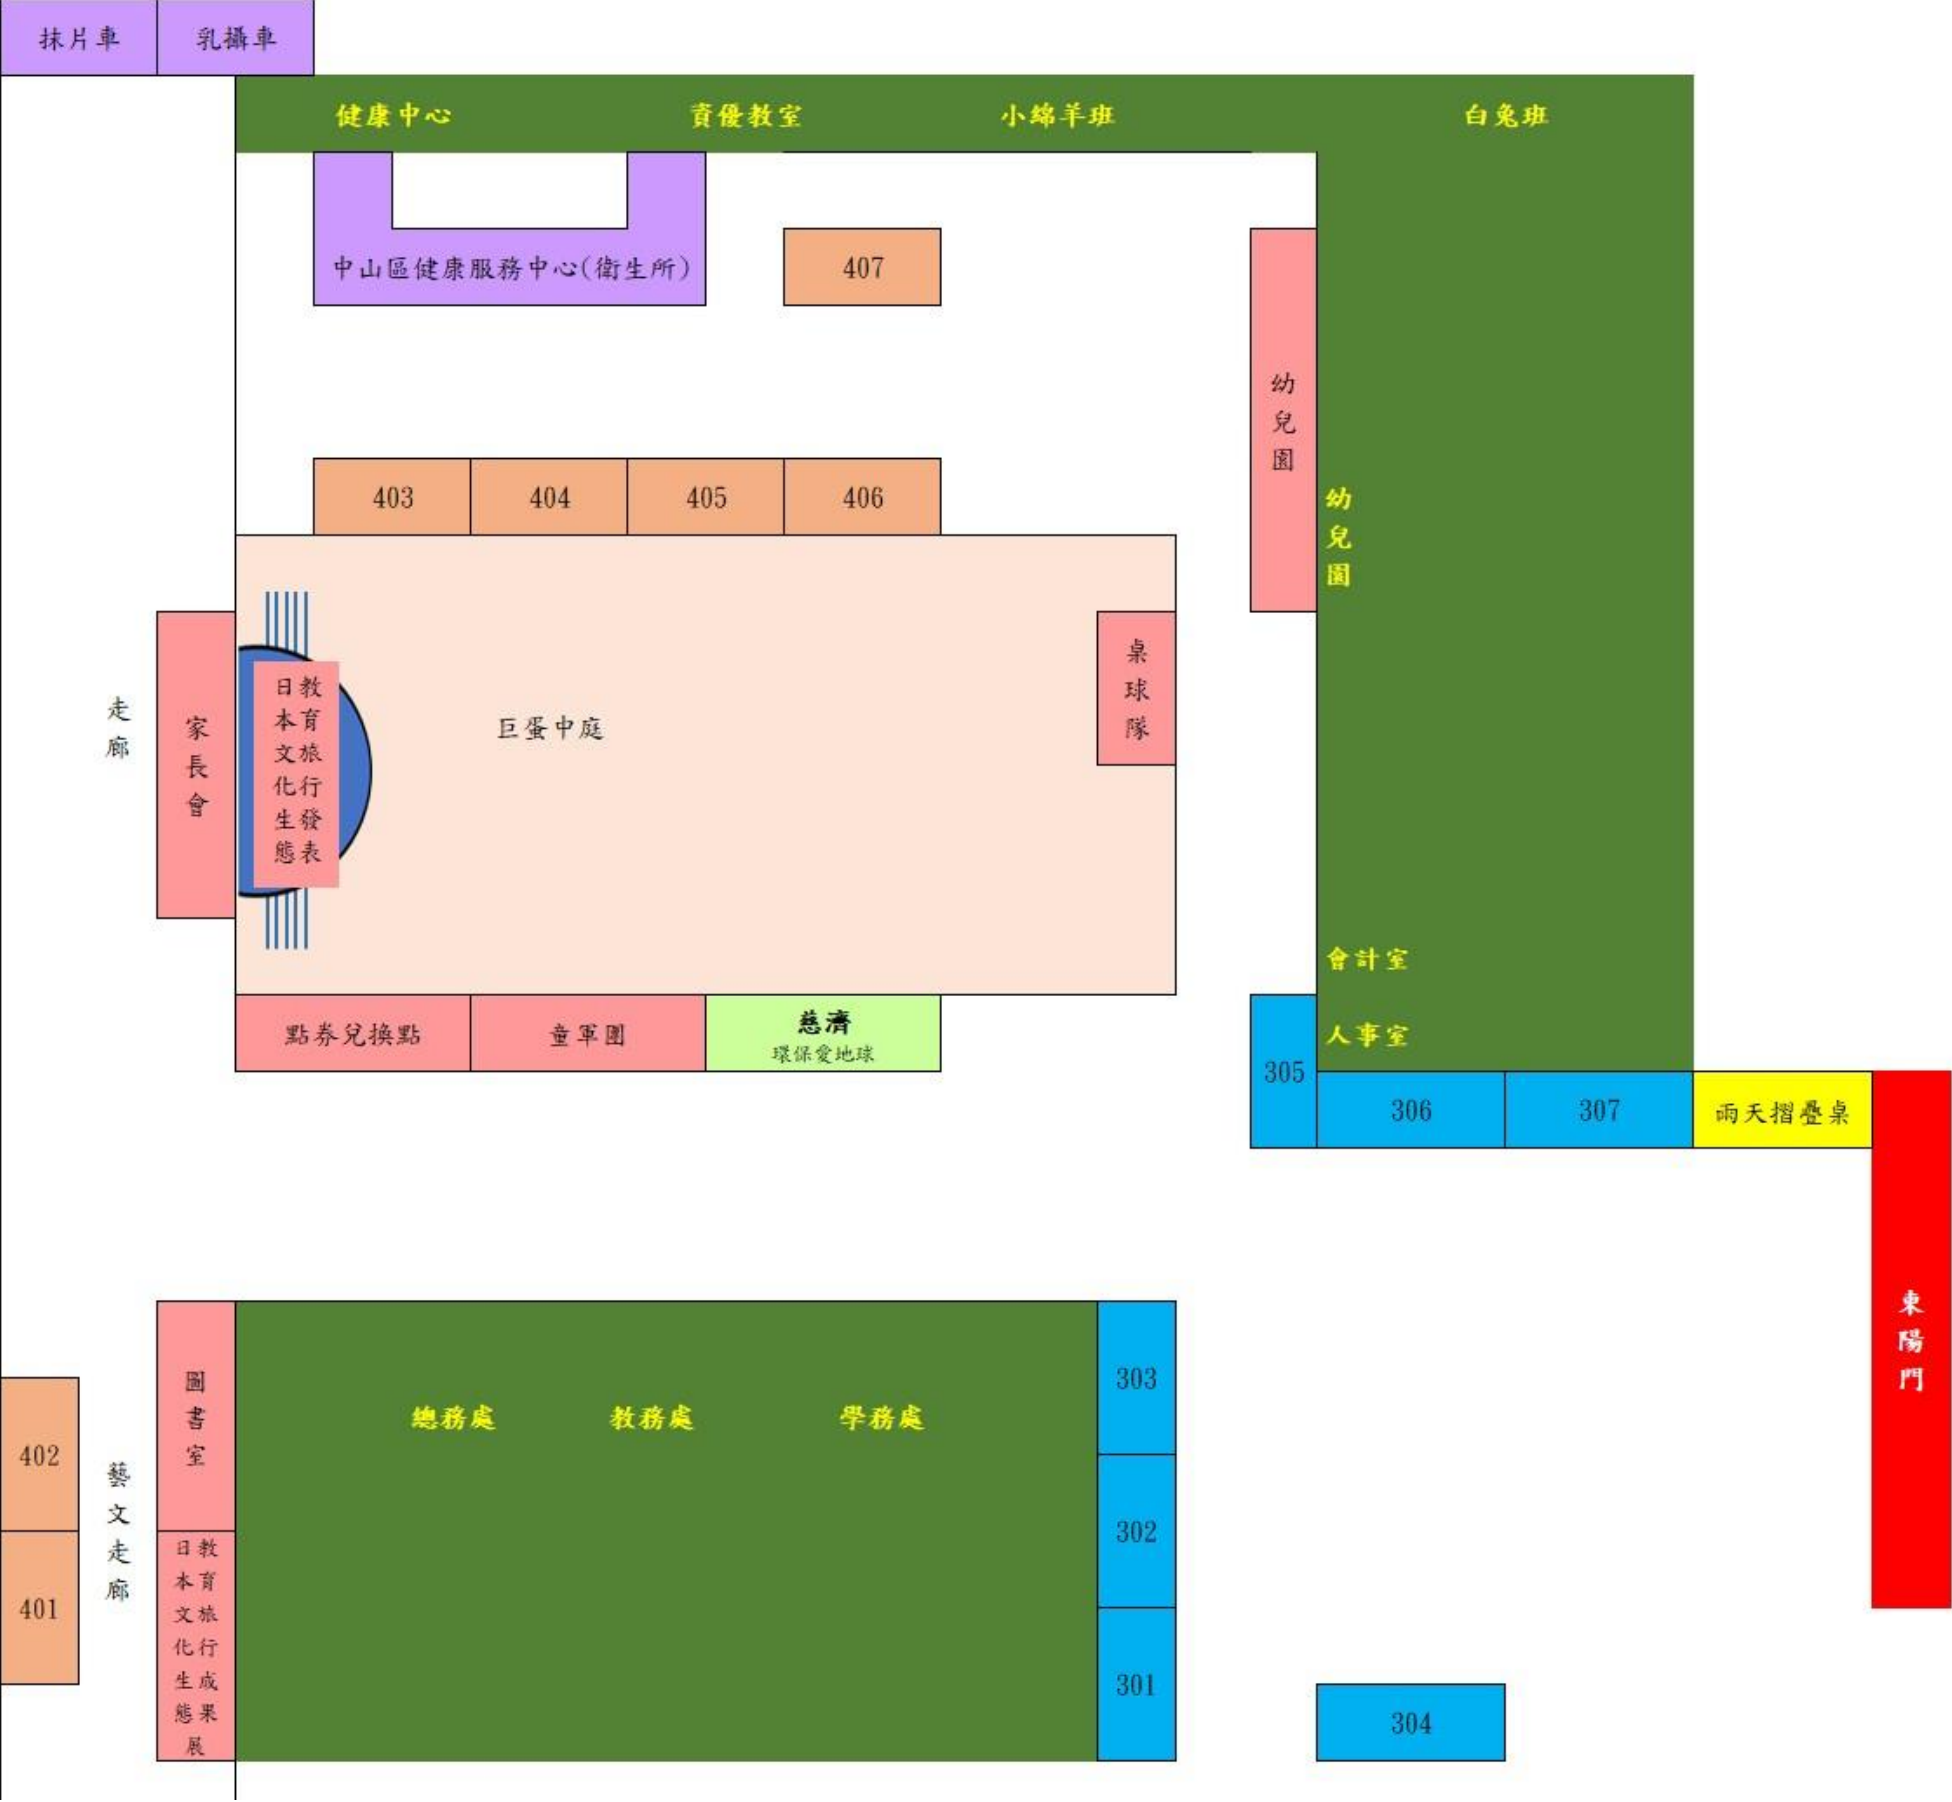 抹片車
乳攝車
健康中心
資優教室
小綿羊班
白兔班
中山區健康服務中心(衛生所)
407
幼兒園
403
404
405
406
幼兒園
走廊
家長會
教育旅行發表
日本文化生態
巨蛋中庭
桌球隊
會計室
人事室
點券兌換點
童軍團
慈濟
環保愛地球
305
306
307
雨天摺疊桌
東陽門
圖書室
總務處
教務處
學務處
303
402
藝文走廊
302
401
教育旅行成果展
日本文化生態
301
304